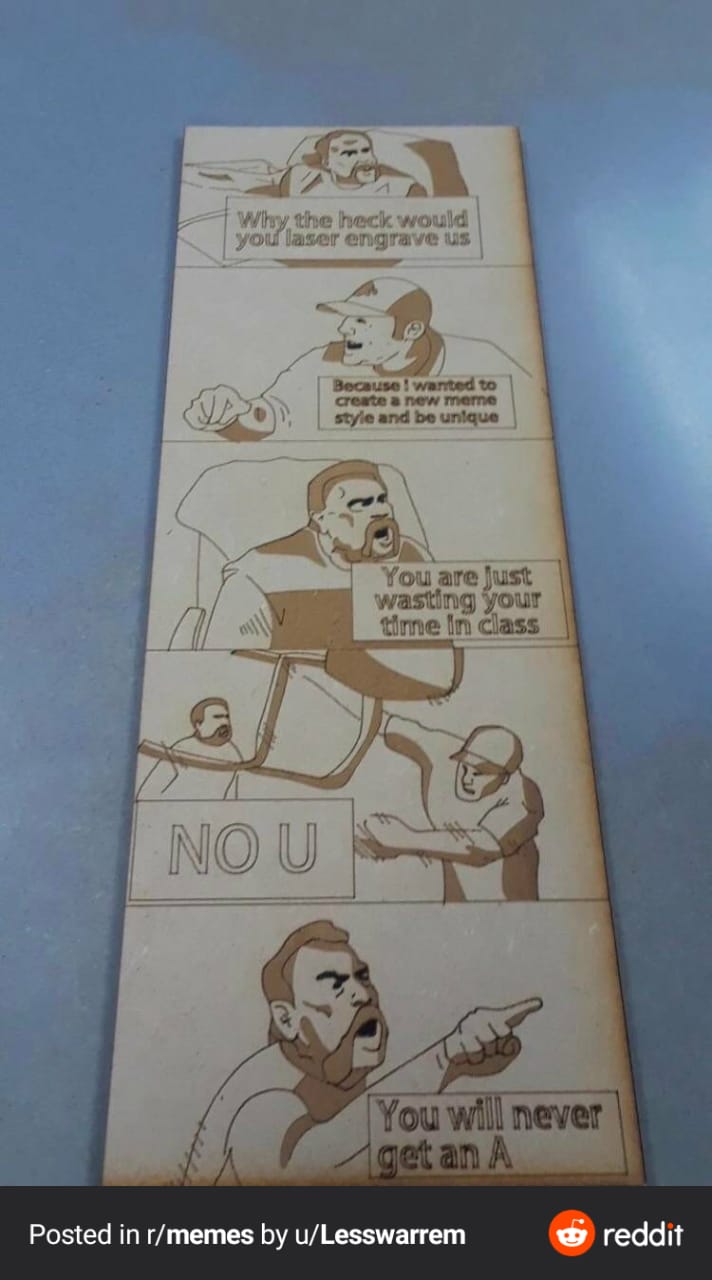 Why the heck would
you laser engrave us
Because I wanted to
create a new meme
style and be unique
You are just
wasting your
time in class
NO U
You will never
get an A
Posted in r/memes by u/Lesswarrem
reddit